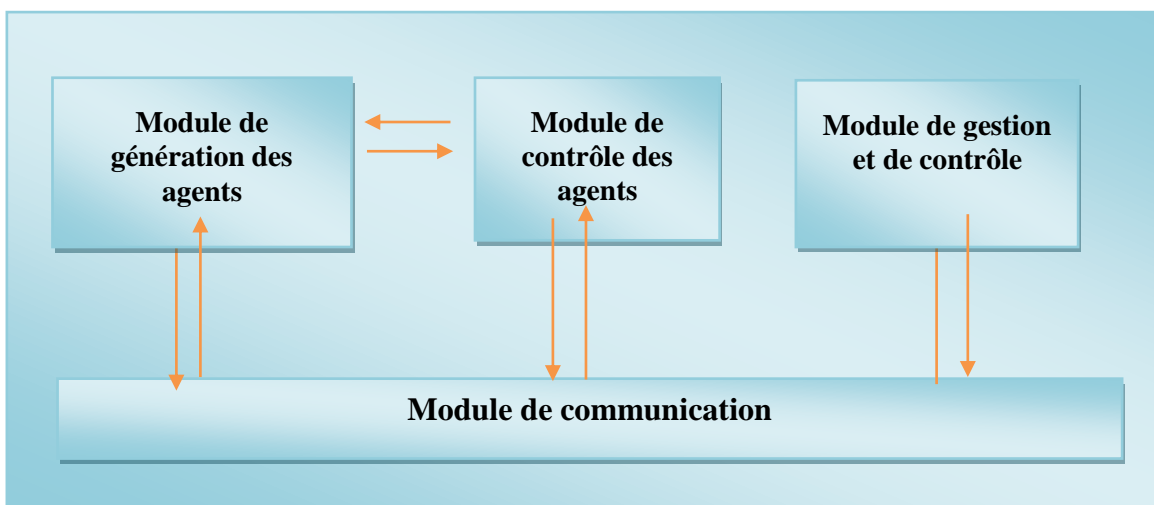 Module de
génération des
agents
Module de
contrôle des
agents
Module de gestion
et de contrôle
Module de communication